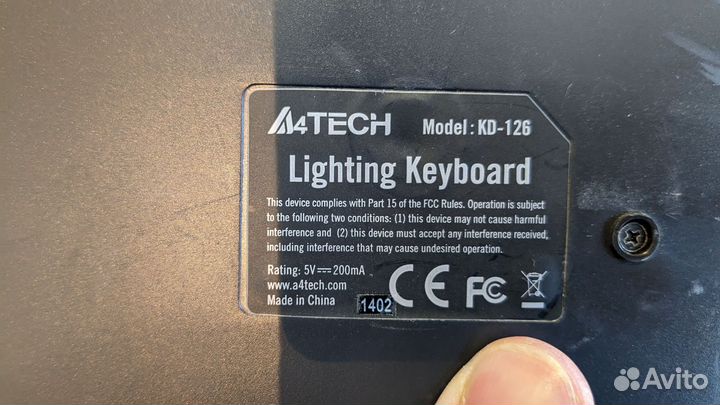 A4TECH Model : KD-126
Lighting Keyboard
This device complies with Part 15 of the FCC Rules. Operation is subject
to the following two conditions: (1) this device may not cause harmful
interference and (2) this device must accept any interference received,
including interference that may cause undesired operation.
Rating: 5V 200mA
www.a4tech.com
Made in China
1402
CE FC
Avito